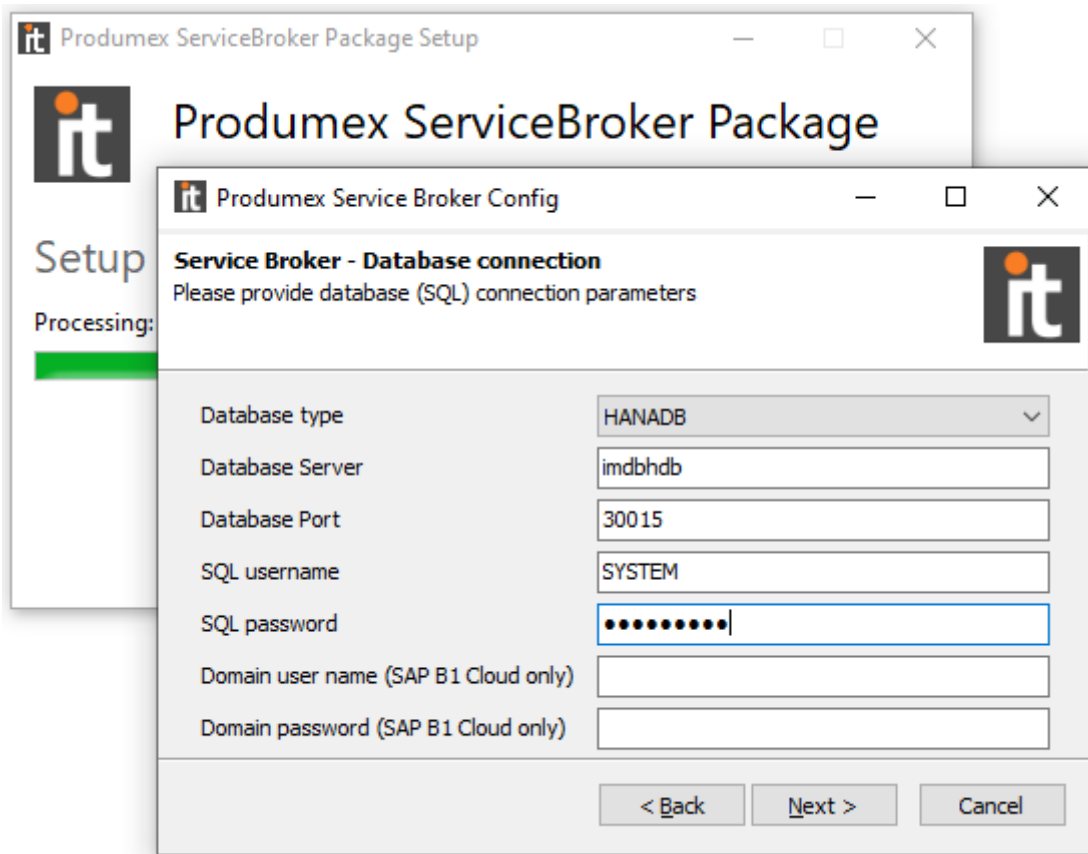 it Produmex ServiceBroker Package Setup
it Produmex ServiceBroker Package
it Produmex Service Broker Config
Setup
Service Broker - Database connection
Please provide database (SQL) connection parameters
it
Processing:
Database type HANADB
Database Server imdbhdb
Database Port 30015
SQL username SYSTEM
SQL password ●●●●●●●●●
Domain user name (SAP B1 Cloud only)
Domain password (SAP B1 Cloud only)
< Back Next > Cancel